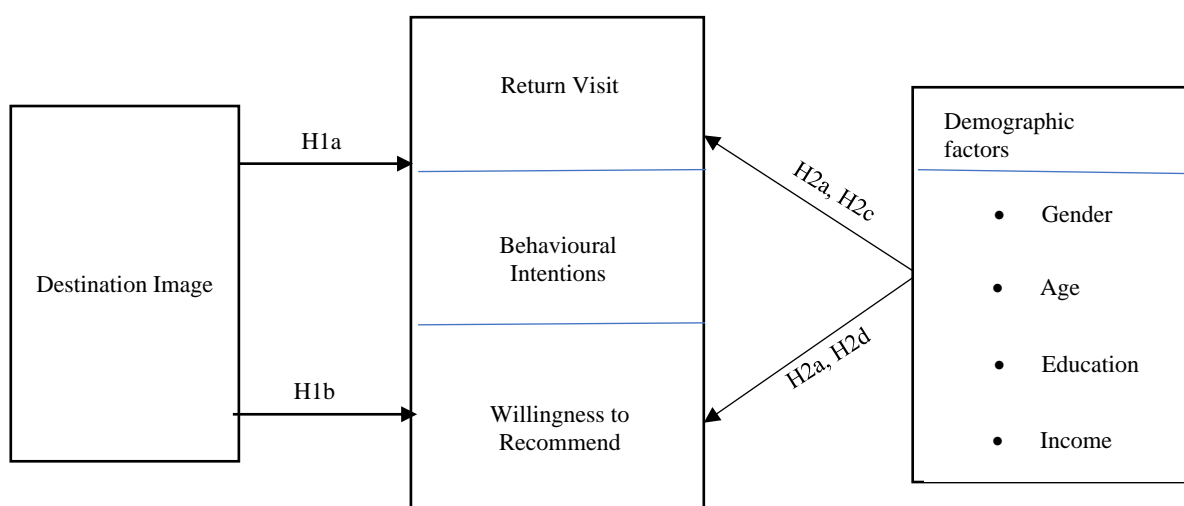 Destination Image
H1a
H1b
Return Visit
Behavioural
Intentions
Willingness to
Recommend
H2a, H2c
H2a, H2d
Demographic
factors
• Gender
• Age
• Education
• Income